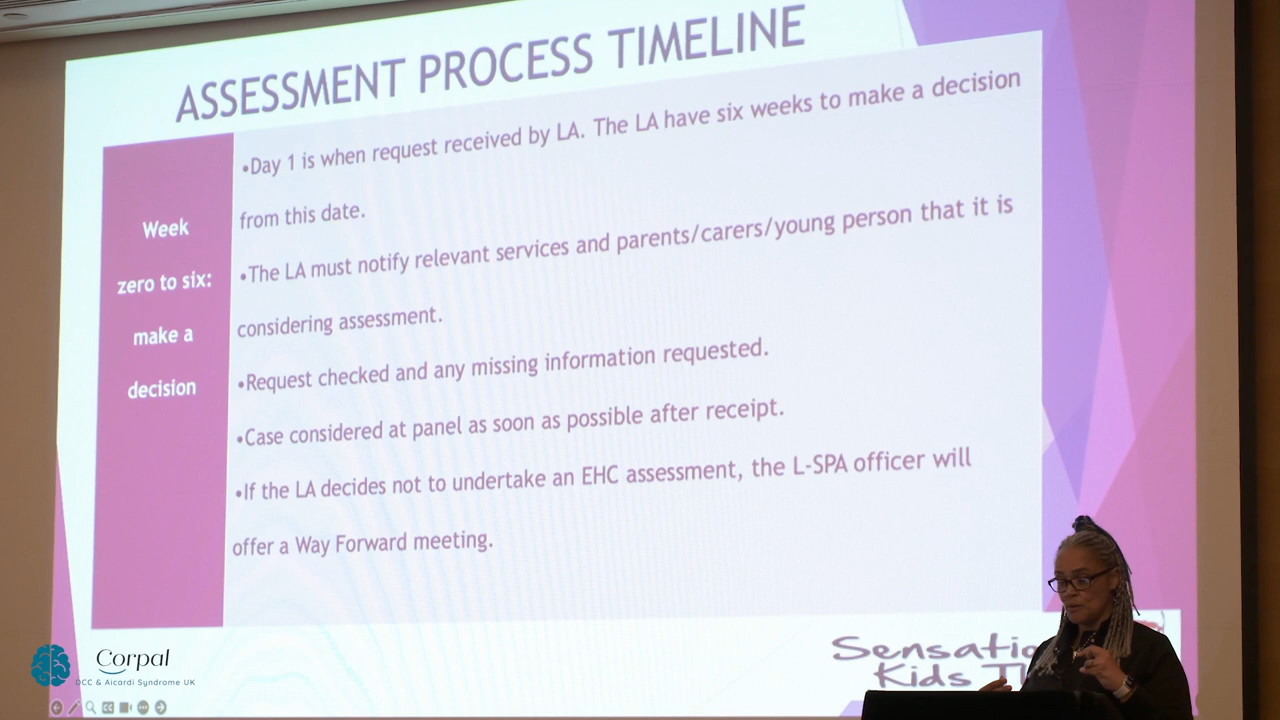 ASSESSMENT PROCESS TIMELINE
Week
zero to six:
make a
decision
•Day 1 is when request received by LA. The LA have six weeks to make a decision
from this date.
•The LA must notify relevant services and parents/carers/young person that it is
considering assessment.
•Request checked and any missing information requested.
•Case considered at panel as soon as possible after receipt.
•If the LA decides not to undertake an EHC assessment, the L-SPA officer will
offer a Way Forward meeting.
Corpal
DCC & Aicardi Syndrome UK
Kids